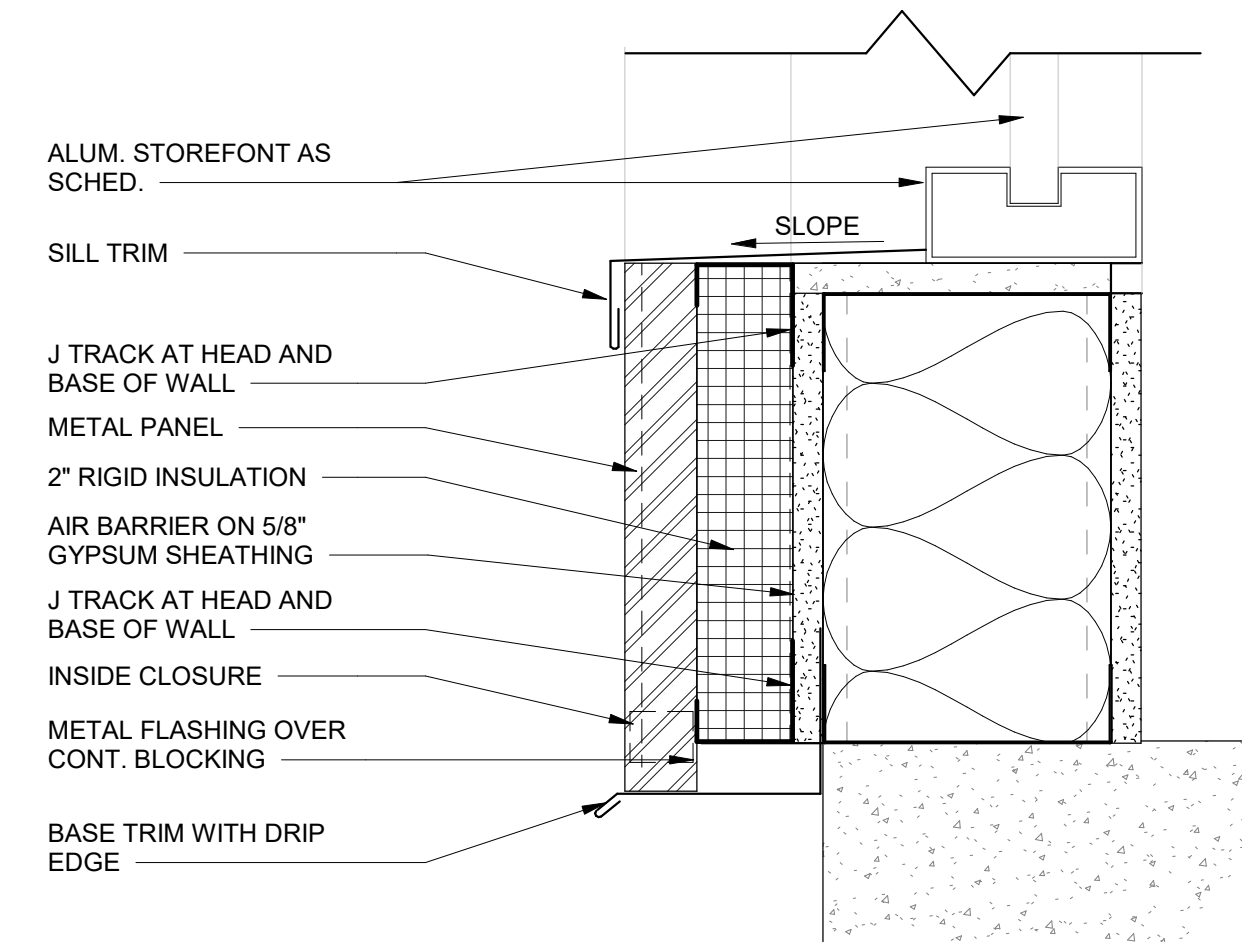 ALUM. STOREFONT AS
SCHED.
SLOPE
SILL TRIM
J TRACK AT HEAD AND
BASE OF WALL
METAL PANEL
2" RIGID INSULATION
AIR BARRIER ON 5/8"
GYPSUM SHEATHING
J TRACK AT HEAD AND
BASE OF WALL
INSIDE CLOSURE
METAL FLASHING OVER
CONT. BLOCKING
BASE TRIM WITH DRIP
EDGE